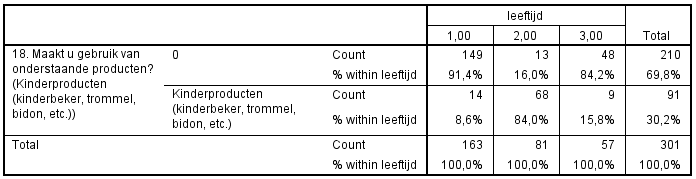 leeftijd
1,00 2,00 3,00 Total
18. Maakt u gebruik van 0 Count 149 13 48 210
onderstaande producten? % within leeftijd 91,4% 16,0% 84,2% 69,8%
(Kinderproducten Kinderproducten Count 14 68 9 91
(kinderbeker, trommel, (kinderbeker, trommel,
bidon, etc.)) bidon, etc.) % within leeftijd 8,6% 84,0% 15,8% 30,2%
Total Count 163 81 57 301
% within leeftijd 100,0% 100,0% 100,0% 100,0%